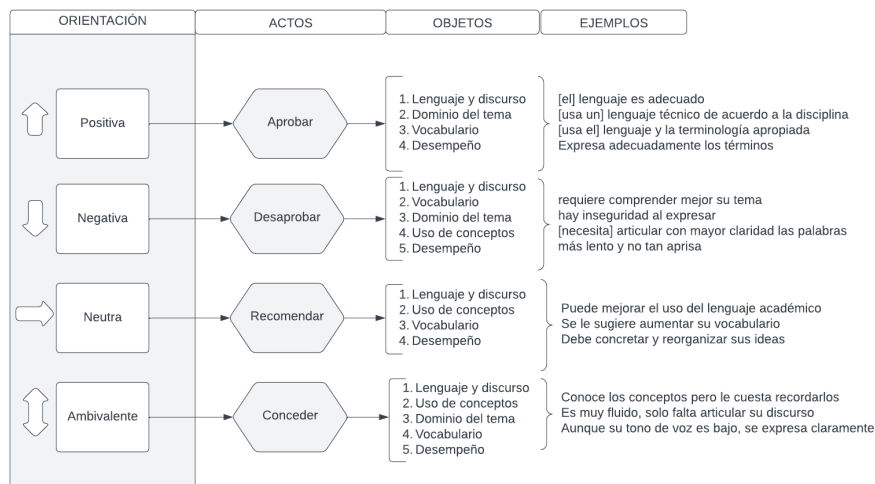 ORIENTACIÓN
ACTOS
OBJETOS
EJEMPLOS
Positiva
Aprobar
1. Lenguaje y discurso
2. Dominio del tema
3. Vocabulario
4. Desempeño
[el] lenguaje es adecuado
[usa un] lenguaje técnico de acuerdo a la disciplina
[usa el] lenguaje y la terminología apropiada
Expresa adecuadamente los términos
Negativa
Desaprobar
1. Lenguaje y discurso
2. Vocabulario
3. Dominio del tema
4. Uso de conceptos
5. Desempeño
requiere comprender mejor su tema
hay inseguridad al expresar
[necesita] articular con mayor claridad las palabras
más lento y no tan aprisa
Neutra
Recomendar
1. Lenguaje y discurso
2. Uso de conceptos
3. Vocabulario
4. Desempeño
Puede mejorar el uso del lenguaje académico
Se le sugiere aumentar su vocabulario
Debe concretar y reorganizar sus ideas
Ambivalente
Conceder
1. Lenguaje y discurso
2. Uso de conceptos
3. Dominio del tema
4. Vocabulario
5. Desempeño
Conoce los conceptos pero le cuesta recordarlos
Es muy fluido, solo falta articular su discurso
Aunque su tono de voz es bajo, se expresa claramente